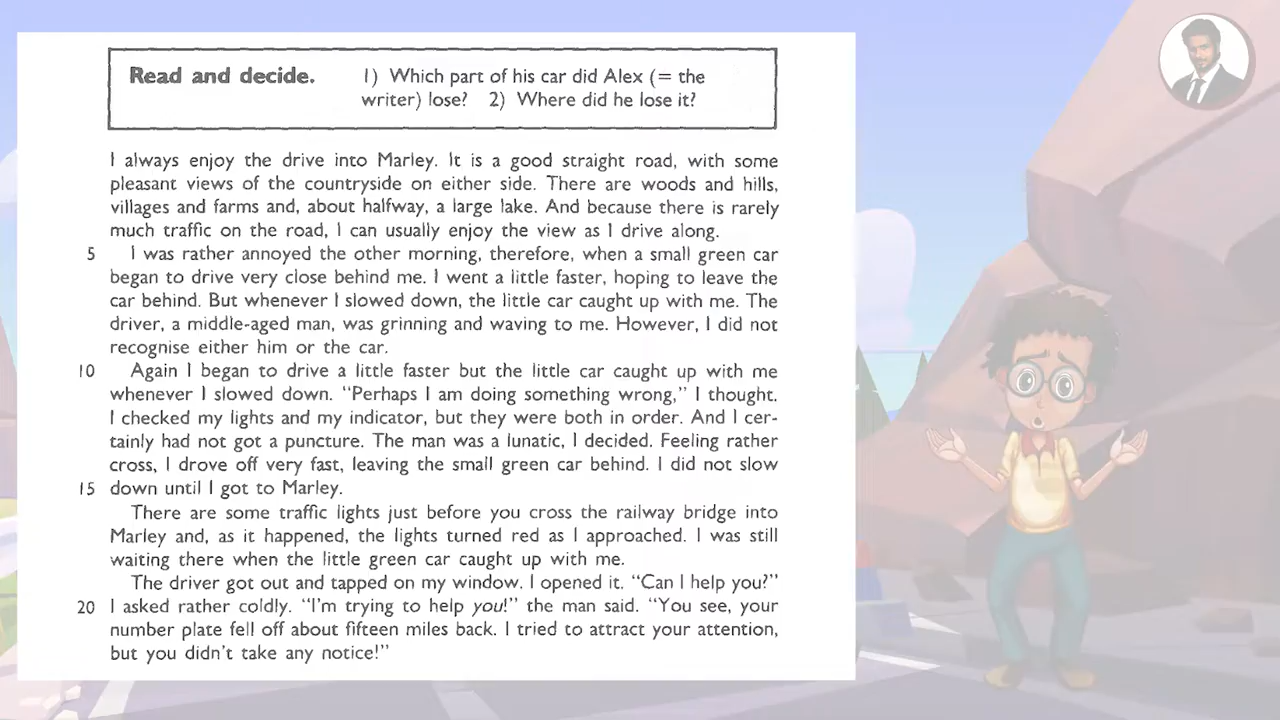 Read and decide. 1) Which part of his car did Alex (= the
writer) lose? 2) Where did he lose it?
I always enjoy the drive into Marley. It is a good straight road, with some
pleasant views of the countryside on either side. There are woods and hills,
villages and farms and, about halfway, a large lake. And because there is rarely
much traffic on the road, I can usually enjoy the view as I drive along.
5 I was rather annoyed the other morning, therefore, when a small green car
began to drive very close behind me. I went a little faster, hoping to leave the
car behind. But whenever I slowed down, the little car caught up with me. The
driver, a middle-aged man, was grinning and waving to me. However, I did not
recognise either him or the car.
10 Again I began to drive a little faster but the little car caught up with me
whenever I slowed down. “Perhaps I am doing something wrong,” I thought.
I checked my lights and my indicator, but they were both in order. And I cer-
tainly had not got a puncture. The man was a lunatic, I decided. Feeling rather
cross, I drove off very fast, leaving the small green car behind. I did not slow
15 down until I got to Marley.
There are some traffic lights just before you cross the railway bridge into
Marley and, as it happened, the lights turned red as I approached. I was still
waiting there when the little green car caught up with me.
The driver got out and tapped on my window. I opened it. “Can I help you?”
20 I asked rather coldly. “I’m trying to help you!” the man said. “You see, your
number plate fell off about fifteen miles back. I tried to attract your attention,
but you didn’t take any notice!”